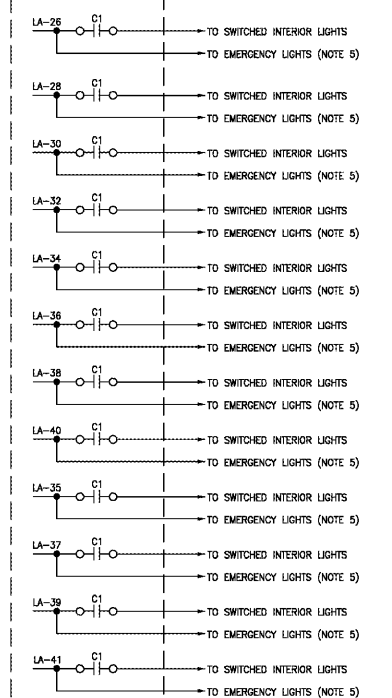 LA-26 C1 TO SWITCHED INTERIOR LIGHTS
TO EMERGENCY LIGHTS (NOTE 5)
LA-28 C1 TO SWITCHED INTERIOR LIGHTS
TO EMERGENCY LIGHTS (NOTE 5)
LA-30 C1 TO SWITCHED INTERIOR LIGHTS
TO EMERGENCY LIGHTS (NOTE 5)
LA-32 C1 TO SWITCHED INTERIOR LIGHTS
TO EMERGENCY LIGHTS (NOTE 5)
LA-34 C1 TO SWITCHED INTERIOR LIGHTS
TO EMERGENCY LIGHTS (NOTE 5)
LA-36 C1 TO SWITCHED INTERIOR LIGHTS
TO EMERGENCY LIGHTS (NOTE 5)
LA-38 C1 TO SWITCHED INTERIOR LIGHTS
TO EMERGENCY LIGHTS (NOTE 5)
LA-40 C1 TO SWITCHED INTERIOR LIGHTS
TO EMERGENCY LIGHTS (NOTE 5)
LA-35 C1 TO SWITCHED INTERIOR LIGHTS
TO EMERGENCY LIGHTS (NOTE 5)
LA-37 C1 TO SWITCHED INTERIOR LIGHTS
TO EMERGENCY LIGHTS (NOTE 5)
LA-39 C1 TO SWITCHED INTERIOR LIGHTS
TO EMERGENCY LIGHTS (NOTE 5)
LA-41 C1 TO SWITCHED INTERIOR LIGHTS
TO EMERGENCY LIGHTS (NOTE 5)